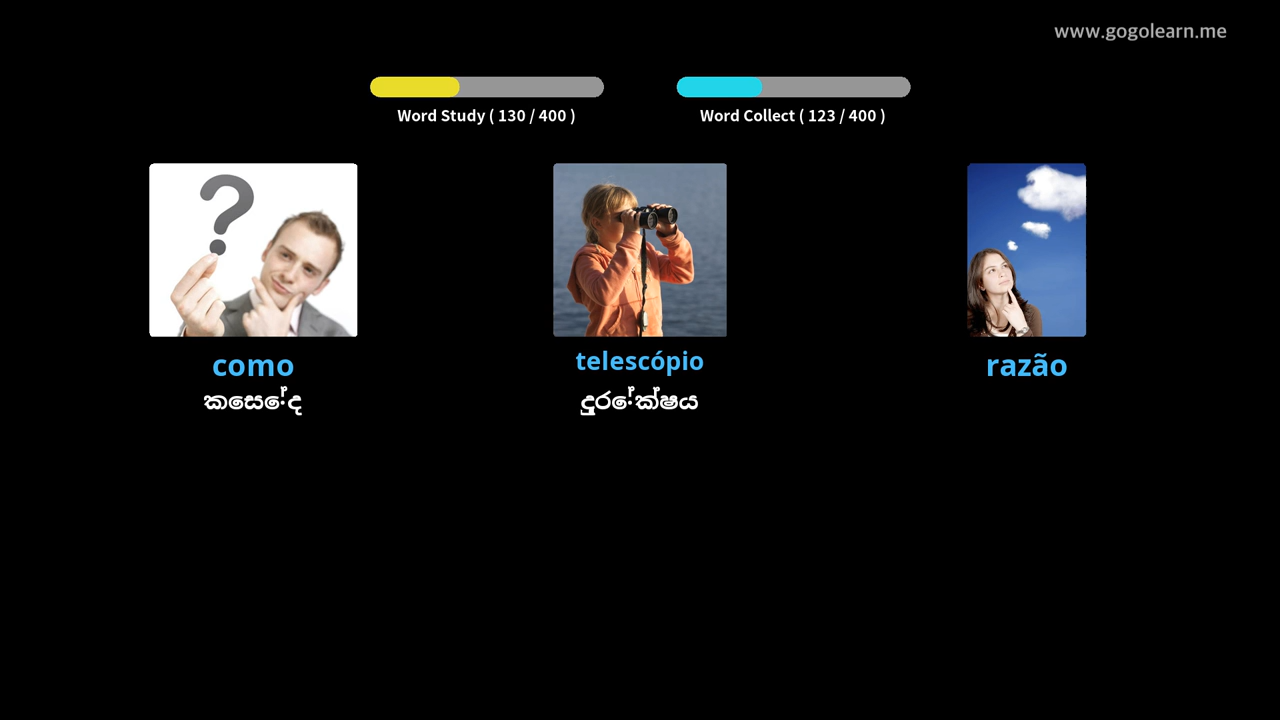 www.gogolearn.me
Word Study ( 130 / 400 )
Word Collect ( 123 / 400 )
como
telescópio
razão
කසේද
දුරේක්ෂය